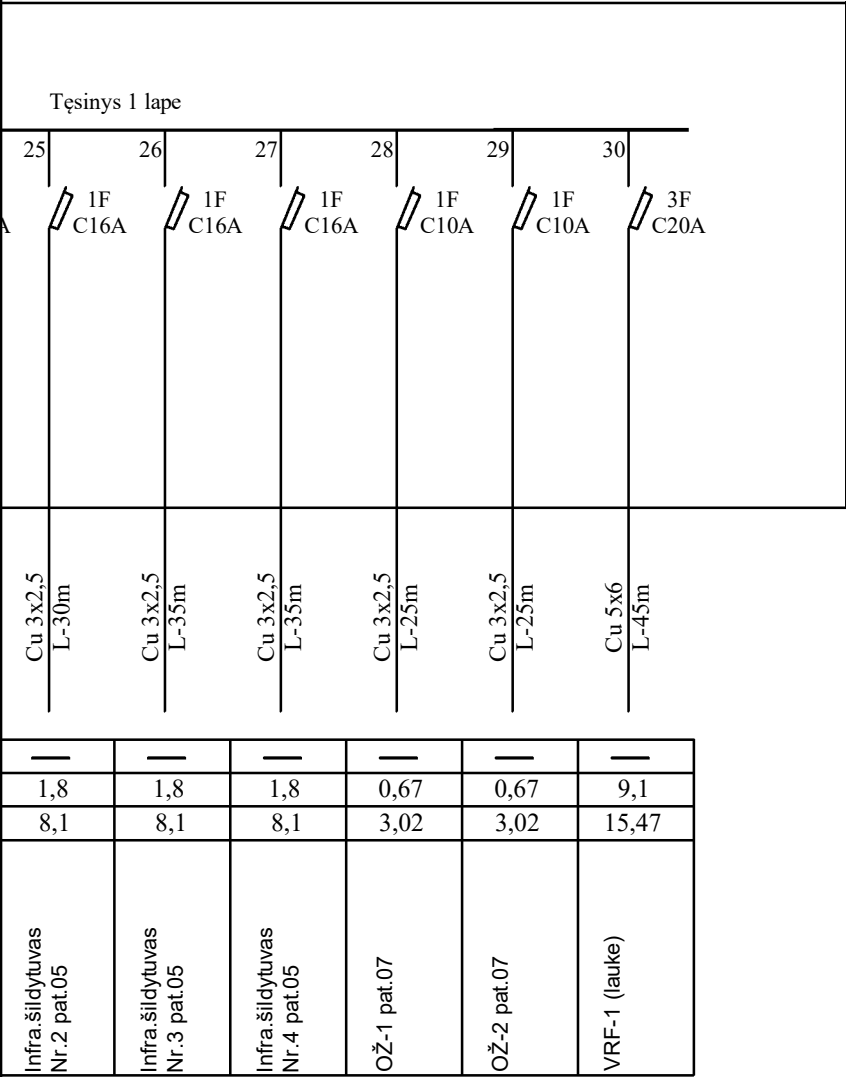 Tęsinys 1 lape
25 26 27 28 29 30
A
1F 1F 1F 1F 1F 3F
C16A C16A C16A C10A C10A C20A
Cu 3x2,5
L-30m
Cu 3x2,5
L-35m
Cu 3x2,5
L-35m
Cu 3x2,5
L-25m
Cu 3x2,5
L-25m
Cu 5x6
L-45m
— — — — — —
1,8 1,8 1,8 0,67 0,67 9,1
8,1 8,1 8,1 3,02 3,02 15,47
Infra.šildytuvas
Nr.2 pat.05
Infra.šildytuvas
Nr.3 pat.05
Infra.šildytuvas
Nr.4 pat.05
OŽ-1 pat.07
OŽ-2 pat.07
VRF-1 (lauke)